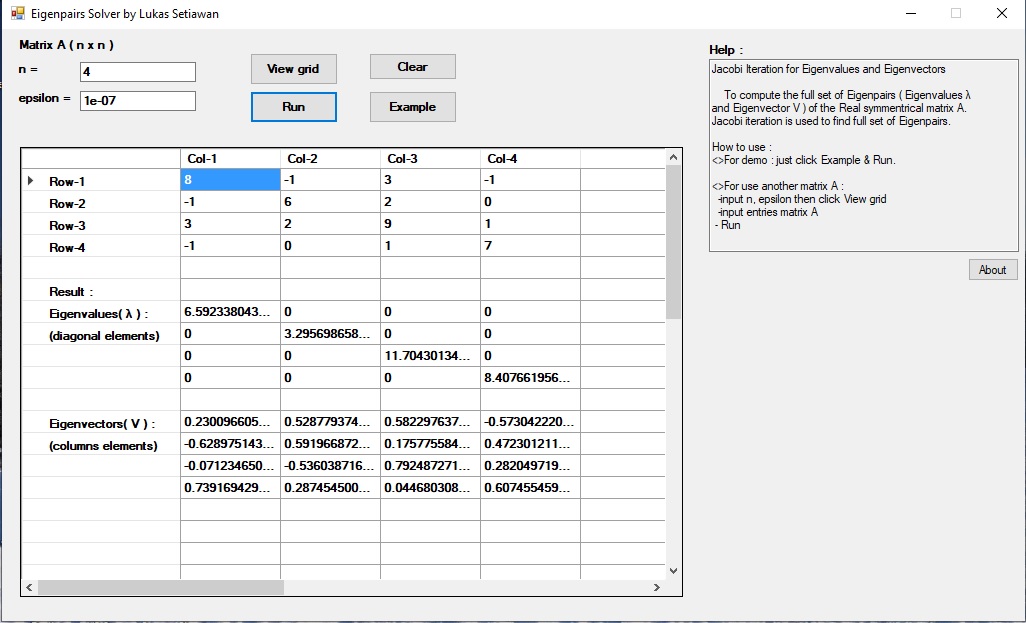 Eigenpairs Solver by Lukas Setiawan
Matrix A ( n x n )
n =
4
View grid
Clear
epsilon =
1e-07
Run
Example
Col-1 Col-2 Col-3 Col-4
Row-1 8 -1 3 -1
Row-2 -1 6 2 0
Row-3 3 2 9 1
Row-4 -1 0 1 7
Result :
Eigenvalues( λ ) : 6.592338043... 0 0 0
(diagonal elements) 0 3.295698658... 0 0
0 0 11.70430134... 0
0 0 0 8.407661956...
Eigenvectors( V ) : 0.230096605... 0.528779374... 0.582297637... -0.573042220...
(columns elements) -0.628975143... 0.591966872... 0.175775584... 0.472301211...
-0.071234650... -0.536038716... 0.792487271... 0.282049719...
0.739169429... 0.287454500... 0.044680308... 0.607455459...
Help :
Jacobi Iteration for Eigenvalues and Eigenvectors
To compute the full set of Eigenpairs ( Eigenvalues λ
and Eigenvector V ) of the Real symmentrical matrix A.
Jacobi iteration is used to find full set of Eigenpairs.
How to use :
<>For demo : just click Example & Run.
<>For use another matrix A :
-input n, epsilon then click View grid
-input entries matrix A
- Run
About